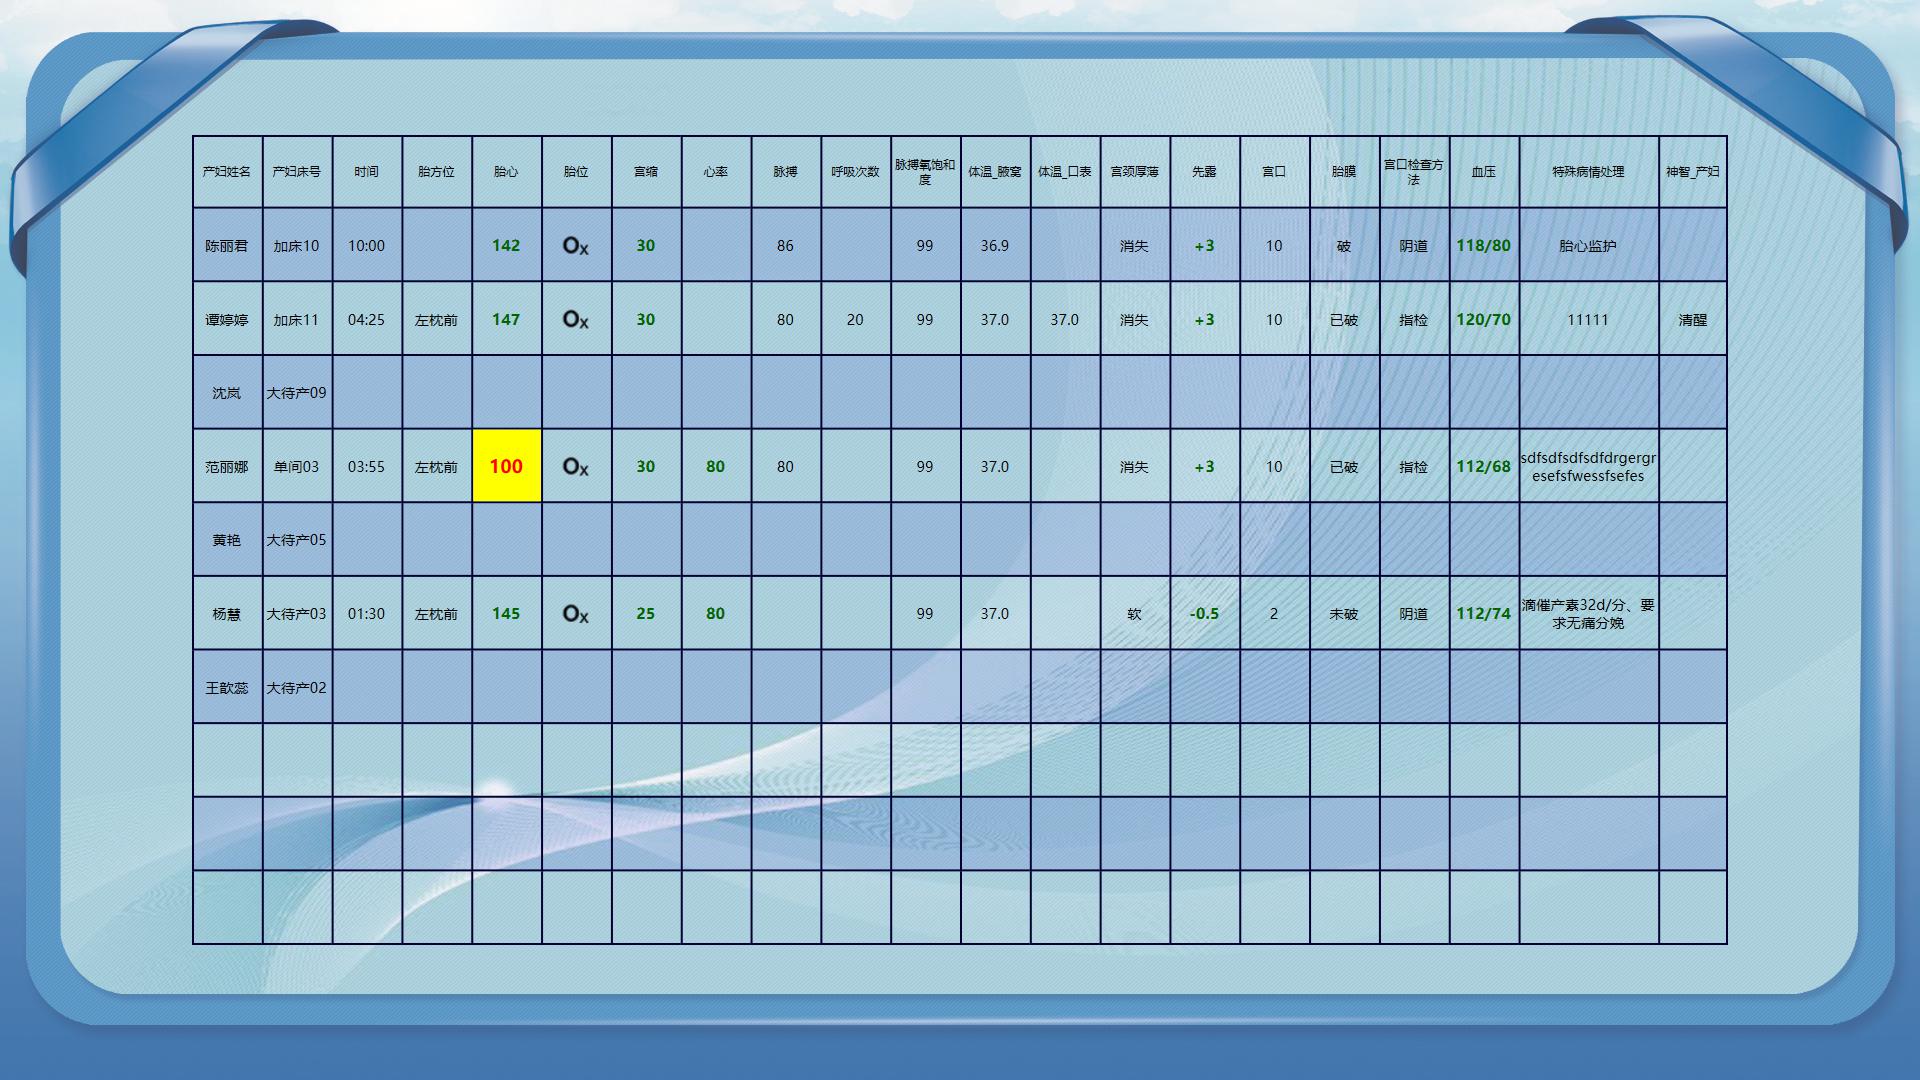 产妇姓名 产妇床号 时间 胎方位 胎心 胎位 宫缩 心率 脉搏 呼吸次数 脉搏氧饱和度 体温_腋窝 体温_口表 宫颈厚薄 先露 宫口 胎膜 宫口检查方法 血压 特殊病情处理 神智_产妇
陈丽君 加床10 10:00 142 Ox 30 86 99 36.9 消失 +3 10 破 阴道 118/80 胎心监护
谭婷婷 加床11 04:25 左枕前 147 Ox 30 80 20 99 37.0 37.0 消失 +3 10 已破 指检 120/70 11111 清醒
沈岚 大待产09
范丽娜 单间03 03:55 左枕前 100 Ox 30 80 80 99 37.0 消失 +3 10 已破 指检 112/68 sdfsdfsdfsdfdrgergresefsfwessfsefes
黄艳 大待产05
杨慧 大待产03 01:30 左枕前 145 Ox 25 80 99 37.0 软 -0.5 2 未破 阴道 112/74 滴催产素32d/分、要求无痛分娩
王歆蕊 大待产02